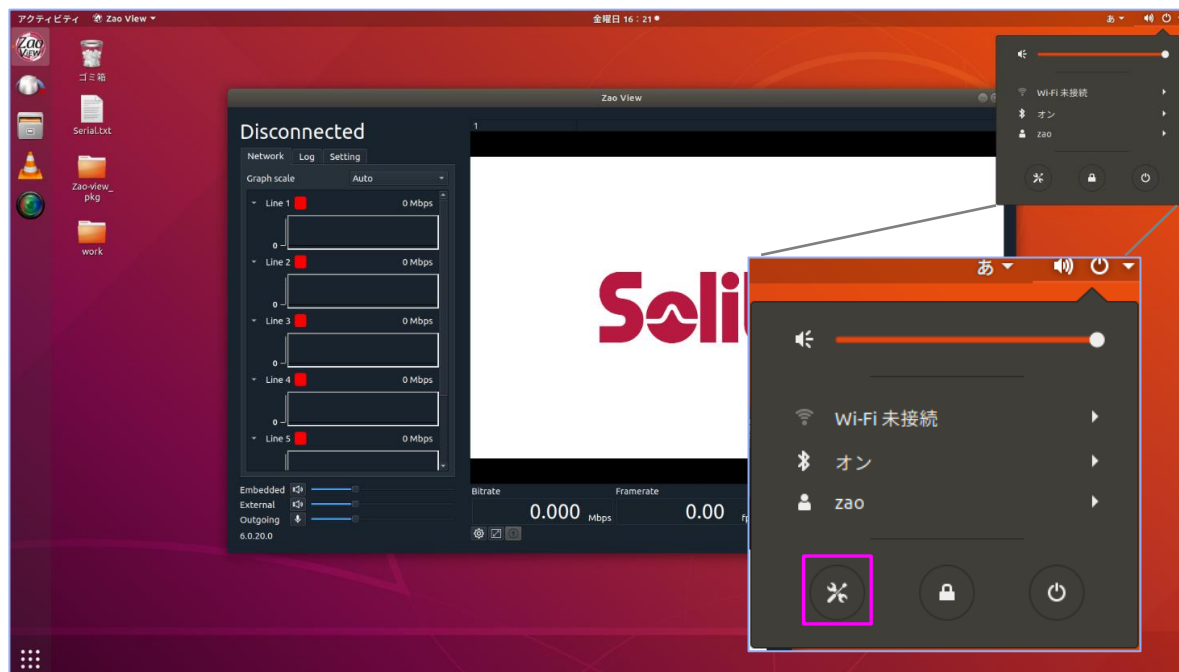 アクティビティ Zao View
金曜日 16:21
あ
Zao
View
ゴミ箱
Serial.txt
Zao-view_
pkg
work
Zao View
Disconnected
Network Log Setting
Graph scale Auto
Line 1 0 Mbps
0
Line 2 0 Mbps
0
Line 3 0 Mbps
0
Line 4 0 Mbps
0
Line 5 0 Mbps
Embedded
External
Outgoing
6.0.20.0
1
Soli
Bitrate Framerate
0.000 Mbps 0.00
Wi-Fi 未接続
オン
zao
あ
Wi-Fi 未接続
オン
zao